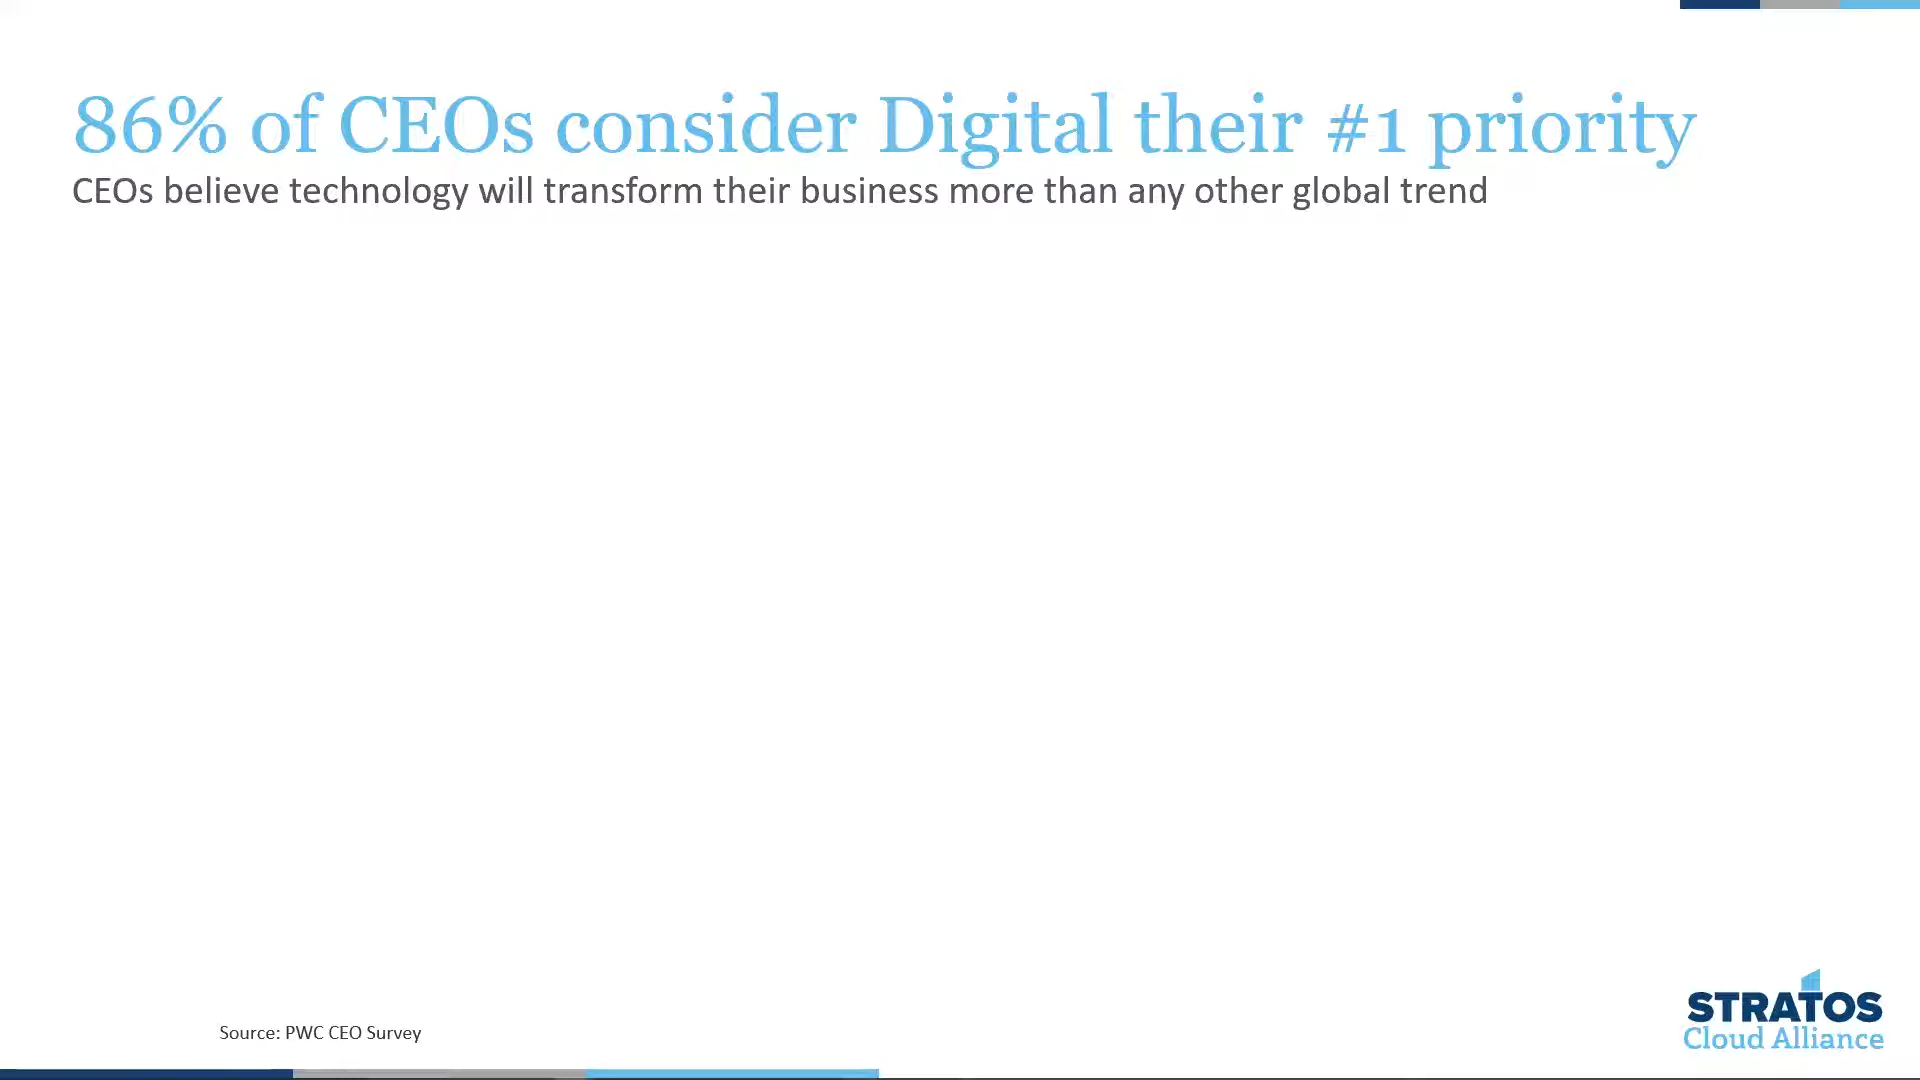 86% of CEOs consider Digital their #1 priority
CEOs believe technology will transform their business more than any other global trend
Source: PWC CEO Survey
STRATOS
Cloud Alliance